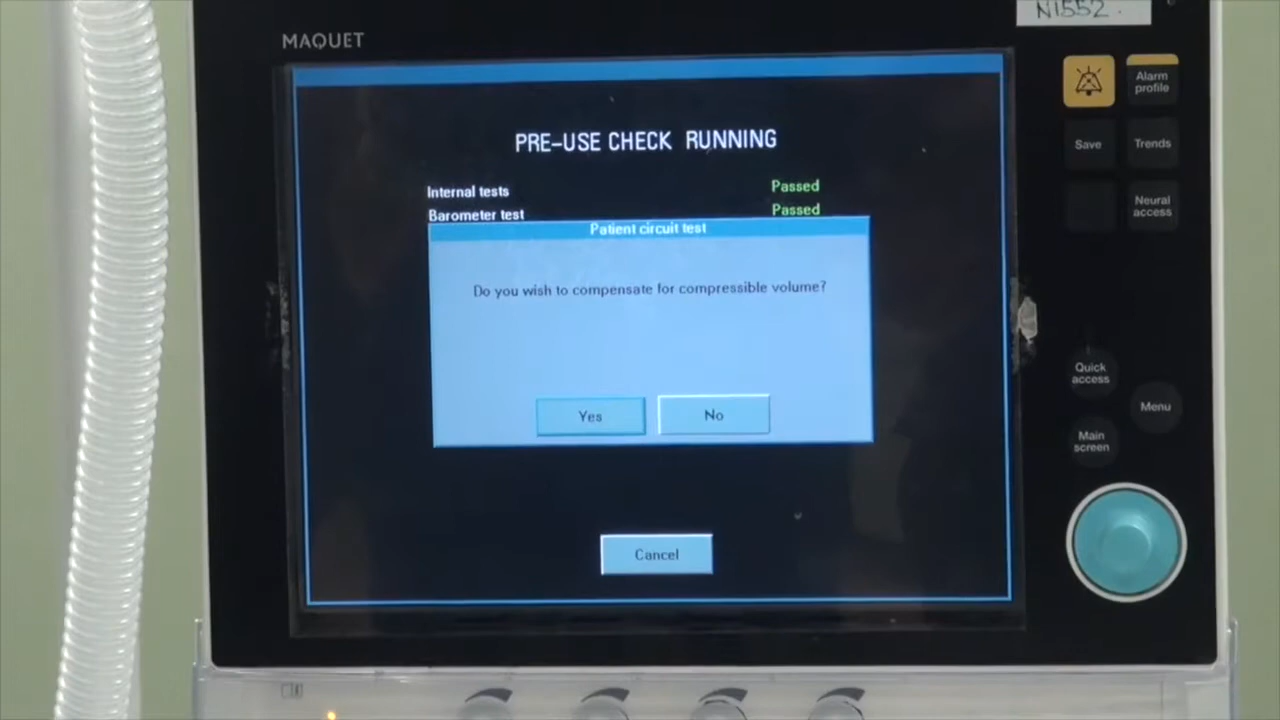 N1552.
MAQUET
PRE-USE CHECK RUNNING
Internal tests Passed
Barometer test Passed
Patient circuit test
Do you wish to compensate for compressible volume?
Yes No
Cancel
Alarm
profile
Save Trends
Neural
access
Quick
access
Menu
Main
screen